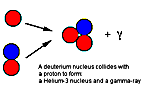 + γ
A deuterium nucleus collides with
a proton to form:
a Helium-3 nucleus and a gamma-ray